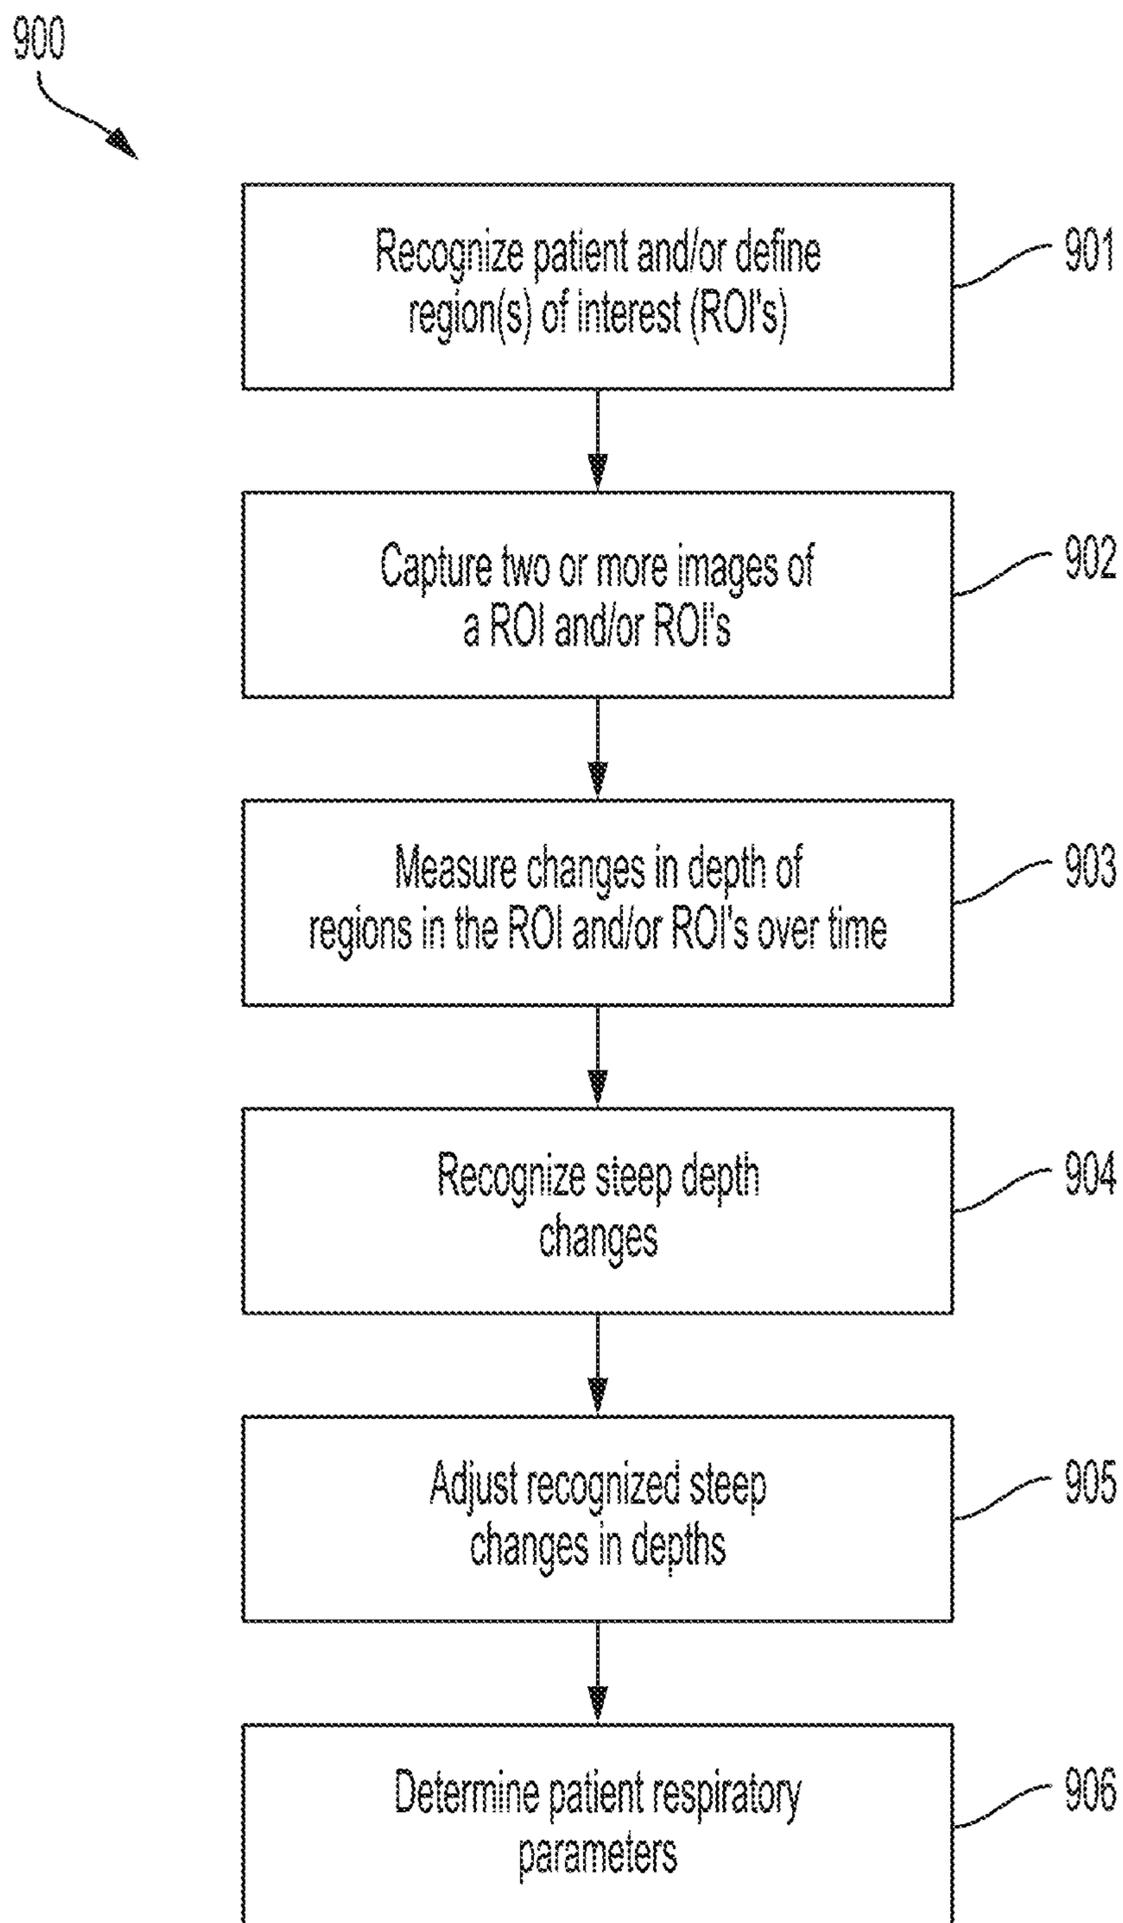 900
Recognize patient and/or define
region(s) of interest (ROI's)
901
Capture two or more images of
a ROI and/or ROI's
902
Measure changes in depth of
regions in the ROI and/or ROI's over time
903
Recognize steep depth
changes
904
Adjust recognized steep
changes in depths
905
Determine patient respiratory
parameters
906